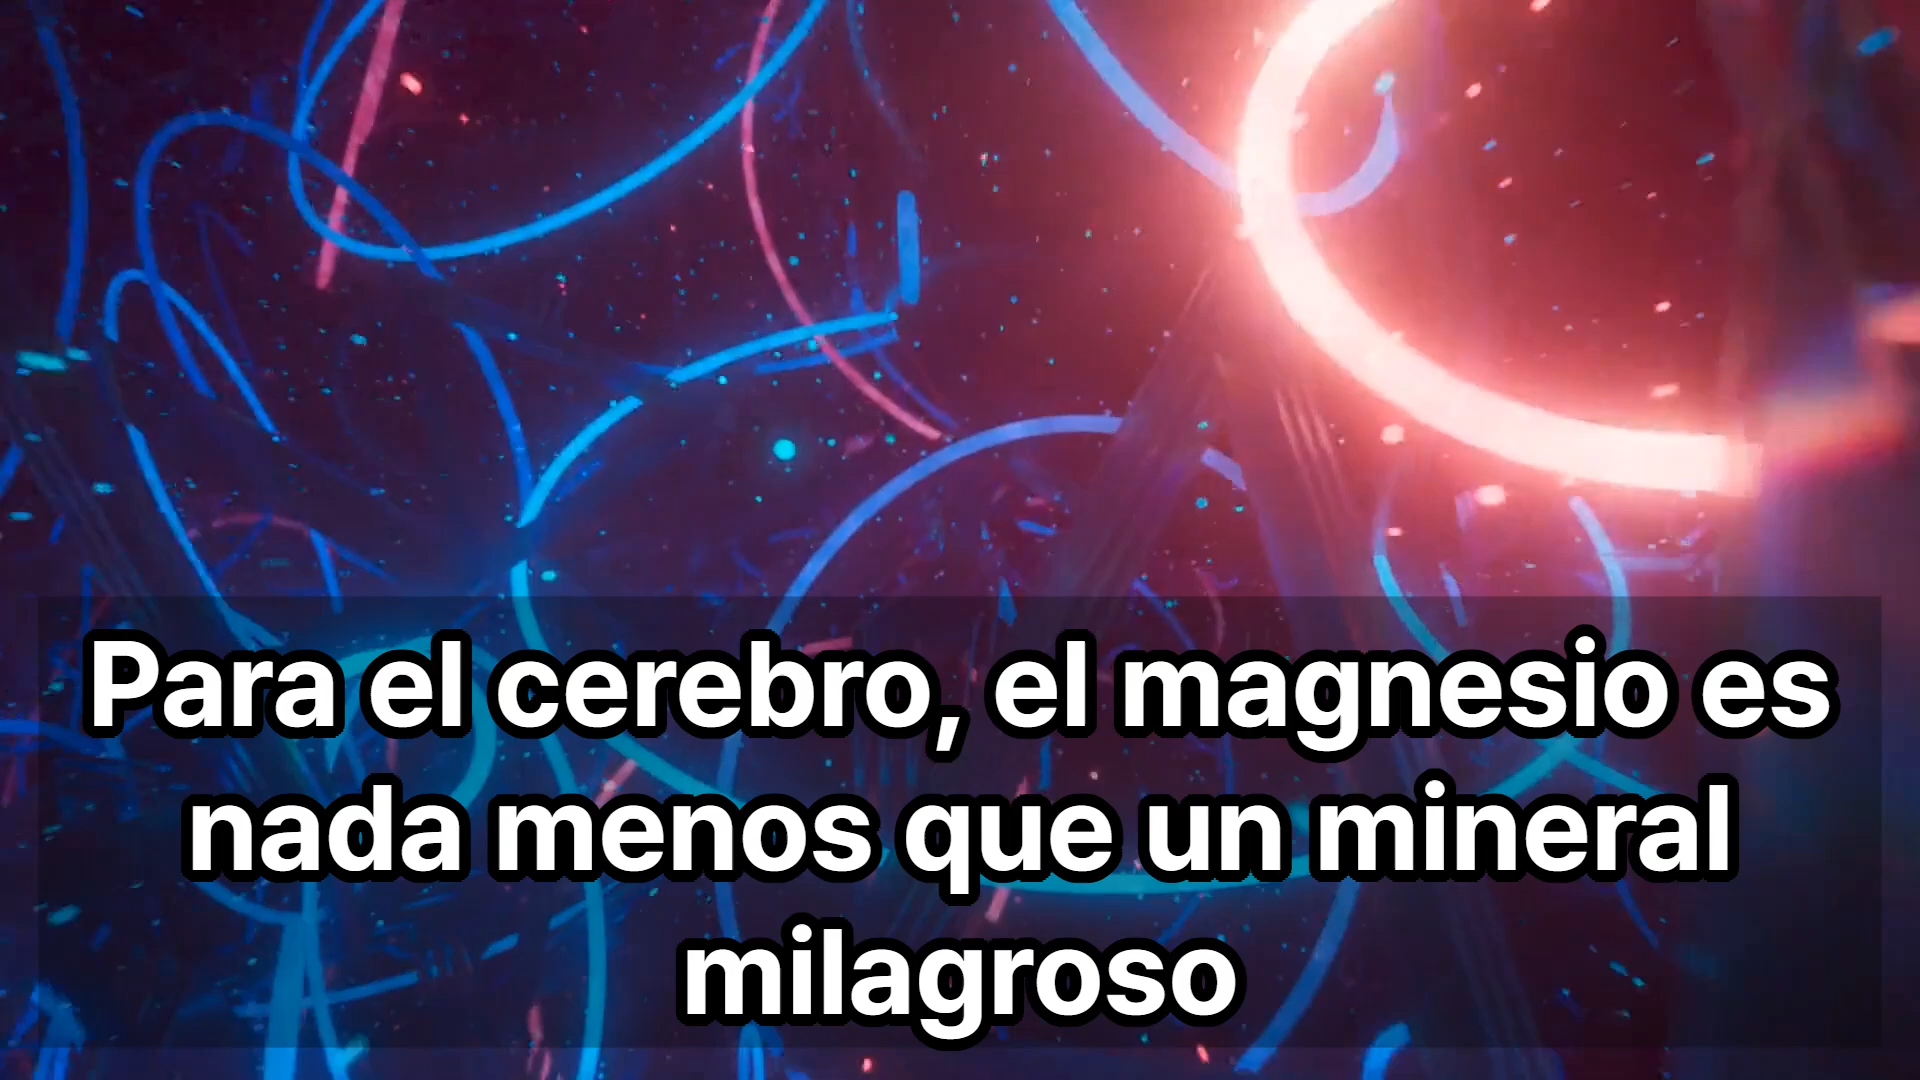 Para el cerebro, el magnesio es
nada menos que un mineral
milagroso